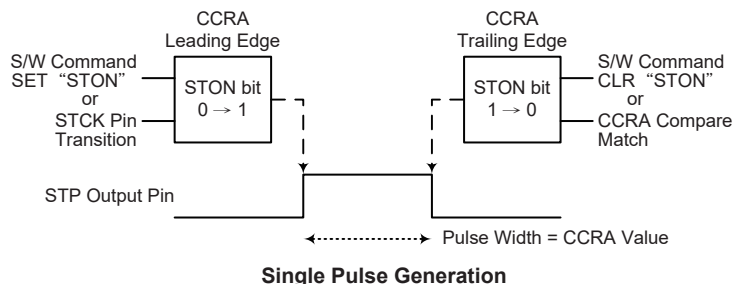 CCRA
Leading Edge
CCRA
Trailing Edge
S/W Command
SET “STON”
or
STCK Pin
Transition
STON bit
0 → 1
STON bit
1 → 0
S/W Command
CLR “STON”
or
CCRA Compare
Match
STP Output Pin
Pulse Width = CCRA Value
Single Pulse Generation